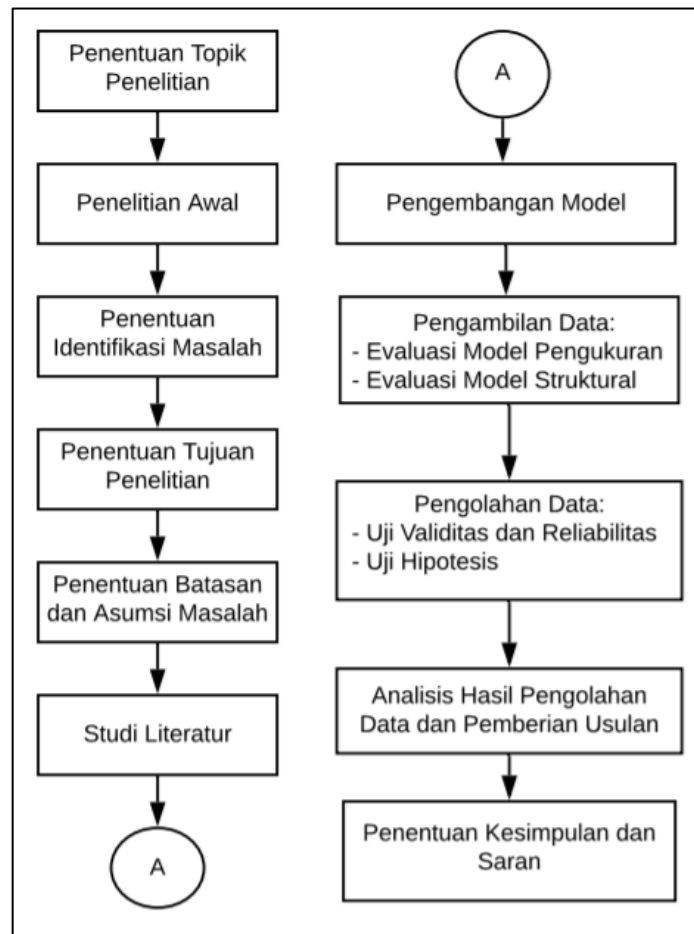 Penentuan Topik
Penelitian
Penelitian Awal
Penentuan
Identifikasi Masalah
Penentuan Tujuan
Penelitian
Penentuan Batasan
dan Asumsi Masalah
Studi Literatur
A
A
Pengembangan Model
Pengambilan Data:
- Evaluasi Model Pengukuran
- Evaluasi Model Struktural
Pengolahan Data:
- Uji Validitas dan Reliabilitas
- Uji Hipotesis
Analisis Hasil Pengolahan
Data dan Pemberian Usulan
Penentuan Kesimpulan dan
Saran